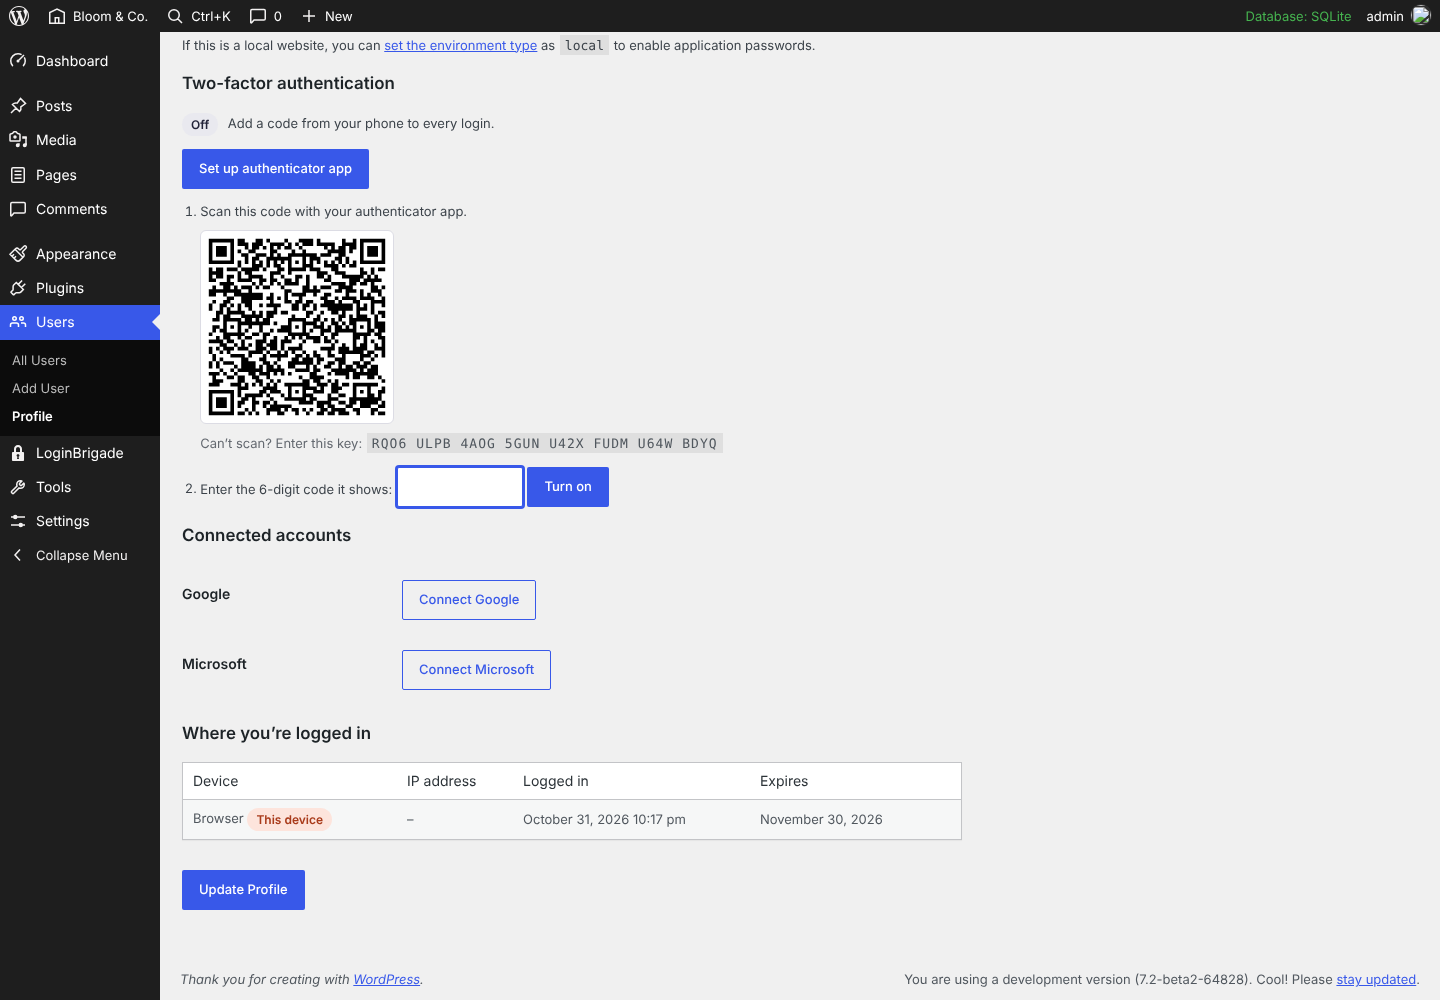 Bloom & Co.
Ctrl+K
0
New
Database: SQLite
admin
Dashboard
Posts
Media
Pages
Comments
Appearance
Plugins
Users
All Users
Add User
Profile
LoginBrigade
Tools
Settings
Collapse Menu
If this is a local website, you can set the environment type as local to enable application passwords.
Two-factor authentication
Off Add a code from your phone to every login.
Set up authenticator app
1. Scan this code with your authenticator app.
Can’t scan? Enter this key: RQO6 ULPB 4AOG 5GUN U42X FUDM U64W BDYQ
2. Enter the 6-digit code it shows: Turn on
Connected accounts
Google Connect Google
Microsoft Connect Microsoft
Where you’re logged in
Device IP address Logged in Expires
Browser This device – October 31, 2026 10:17 pm November 30, 2026
Update Profile
Thank you for creating with WordPress.
You are using a development version (7.2-beta2-64828). Cool! Please stay updated.